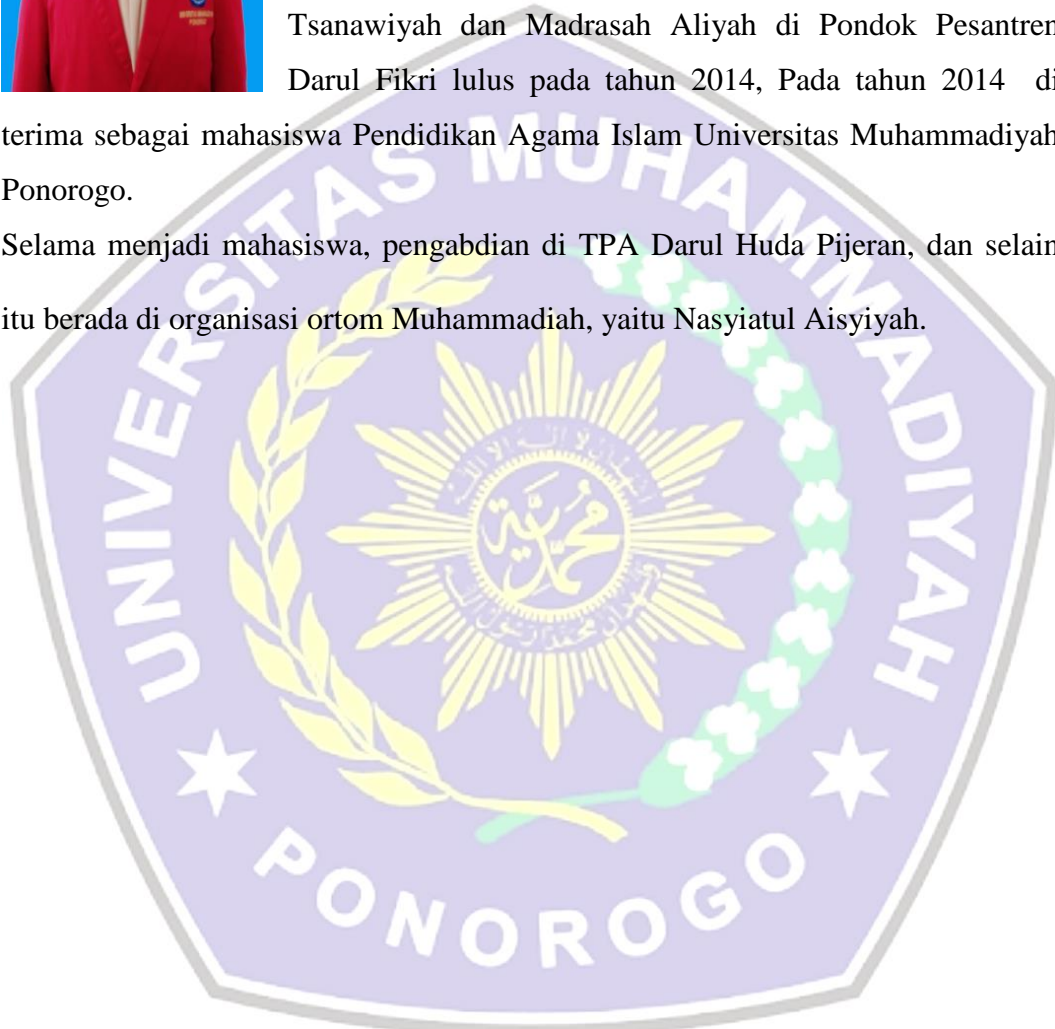 Tsanawiyah dan Madrasah Aliyah di Pondok Pesantren
Darul Fikri lulus pada tahun 2014, Pada tahun 2014 di
terima sebagai mahasiswa Pendidikan Agama Islam Universitas Muhammadiyah
Ponorogo.
Selama menjadi mahasiswa, pengabdian di TPA Darul Huda Pijeran, dan selain
itu berada di organisasi ortom Muhammadiah, yaitu Nasyiatul Aisyiyah.
UNIVERSITAS MUHAMMADIYAH
محمدية
PONOROGO